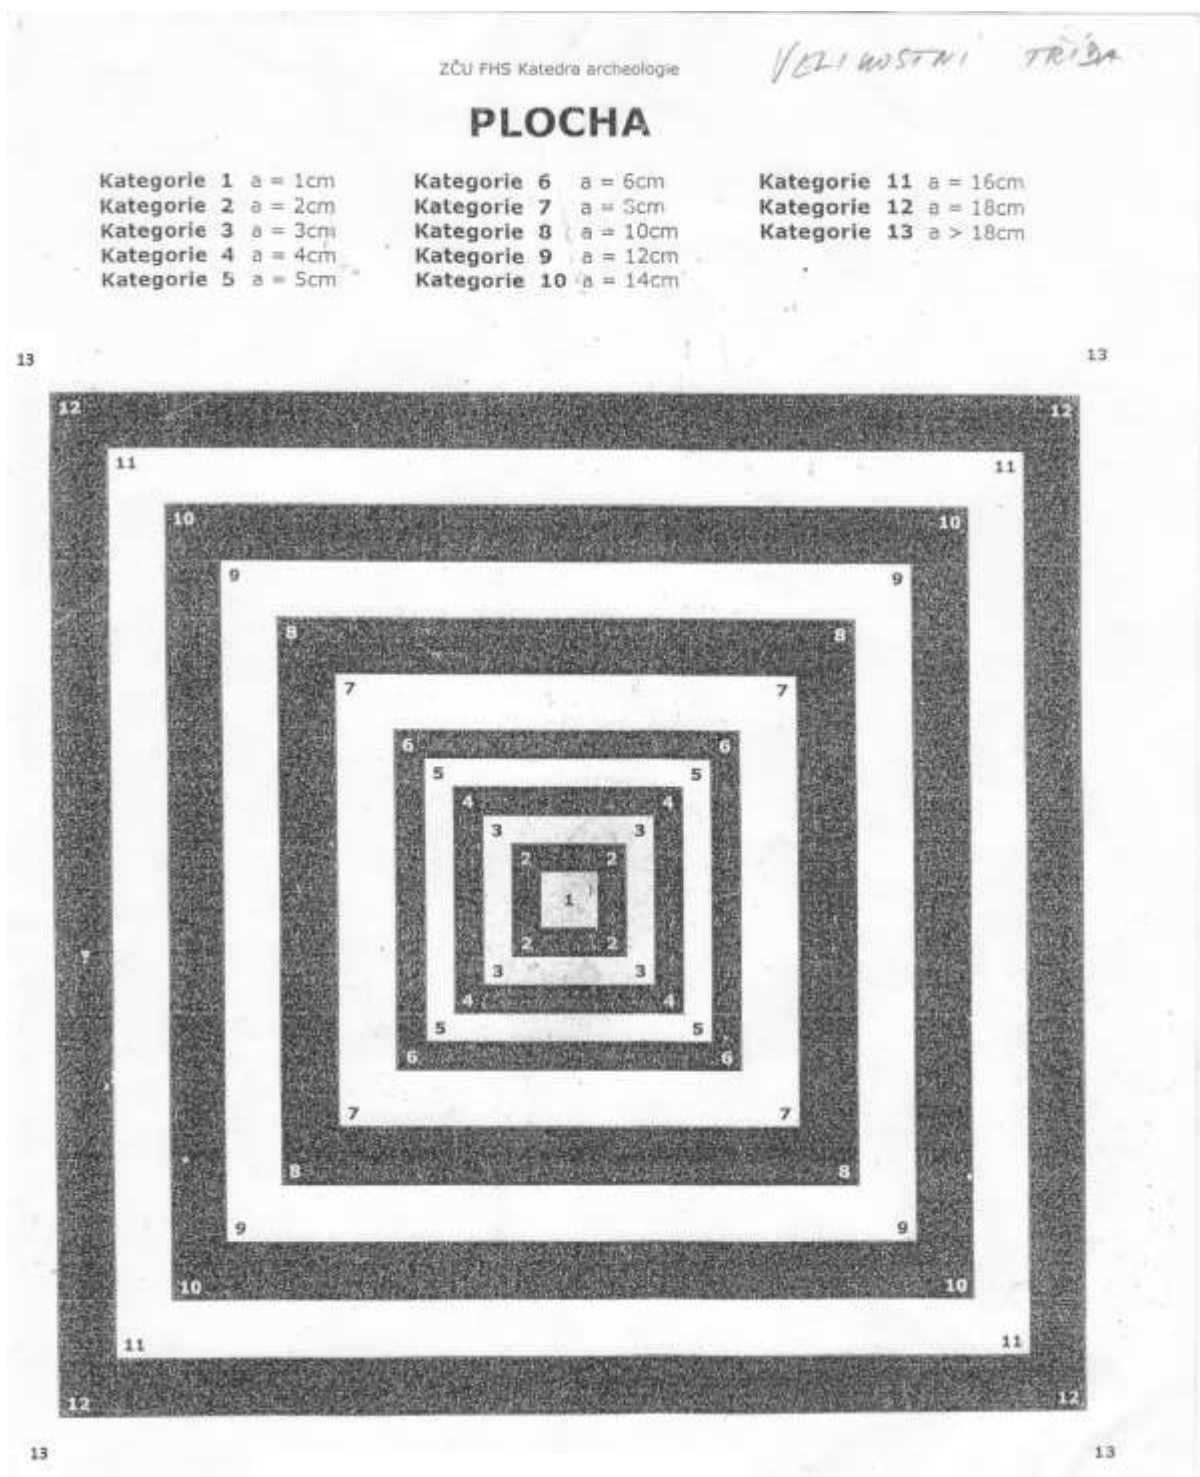 VELIKOSTNÍ TŘÍDA
ZČU FHS Katedra archeologie
PLOCHA
Kategorie 1 a = 1cm
Kategorie 2 a = 2cm
Kategorie 3 a = 3cm
Kategorie 4 a = 4cm
Kategorie 5 a = 5cm
Kategorie 6 a = 6cm
Kategorie 7 a = 8cm
Kategorie 8 a = 10cm
Kategorie 9 a = 12cm
Kategorie 10 a = 14cm
Kategorie 11 a = 16cm
Kategorie 12 a = 18cm
Kategorie 13 a > 18cm
13 13
12 12
11 11
10 10
9 9
8 8
7 7
6 6
5 5
4 4
3 3
2 2
1
2 2
3 3
4 4
5 5
6 6
7 7
8 8
9 9
10 10
11 11
12 12
13 13